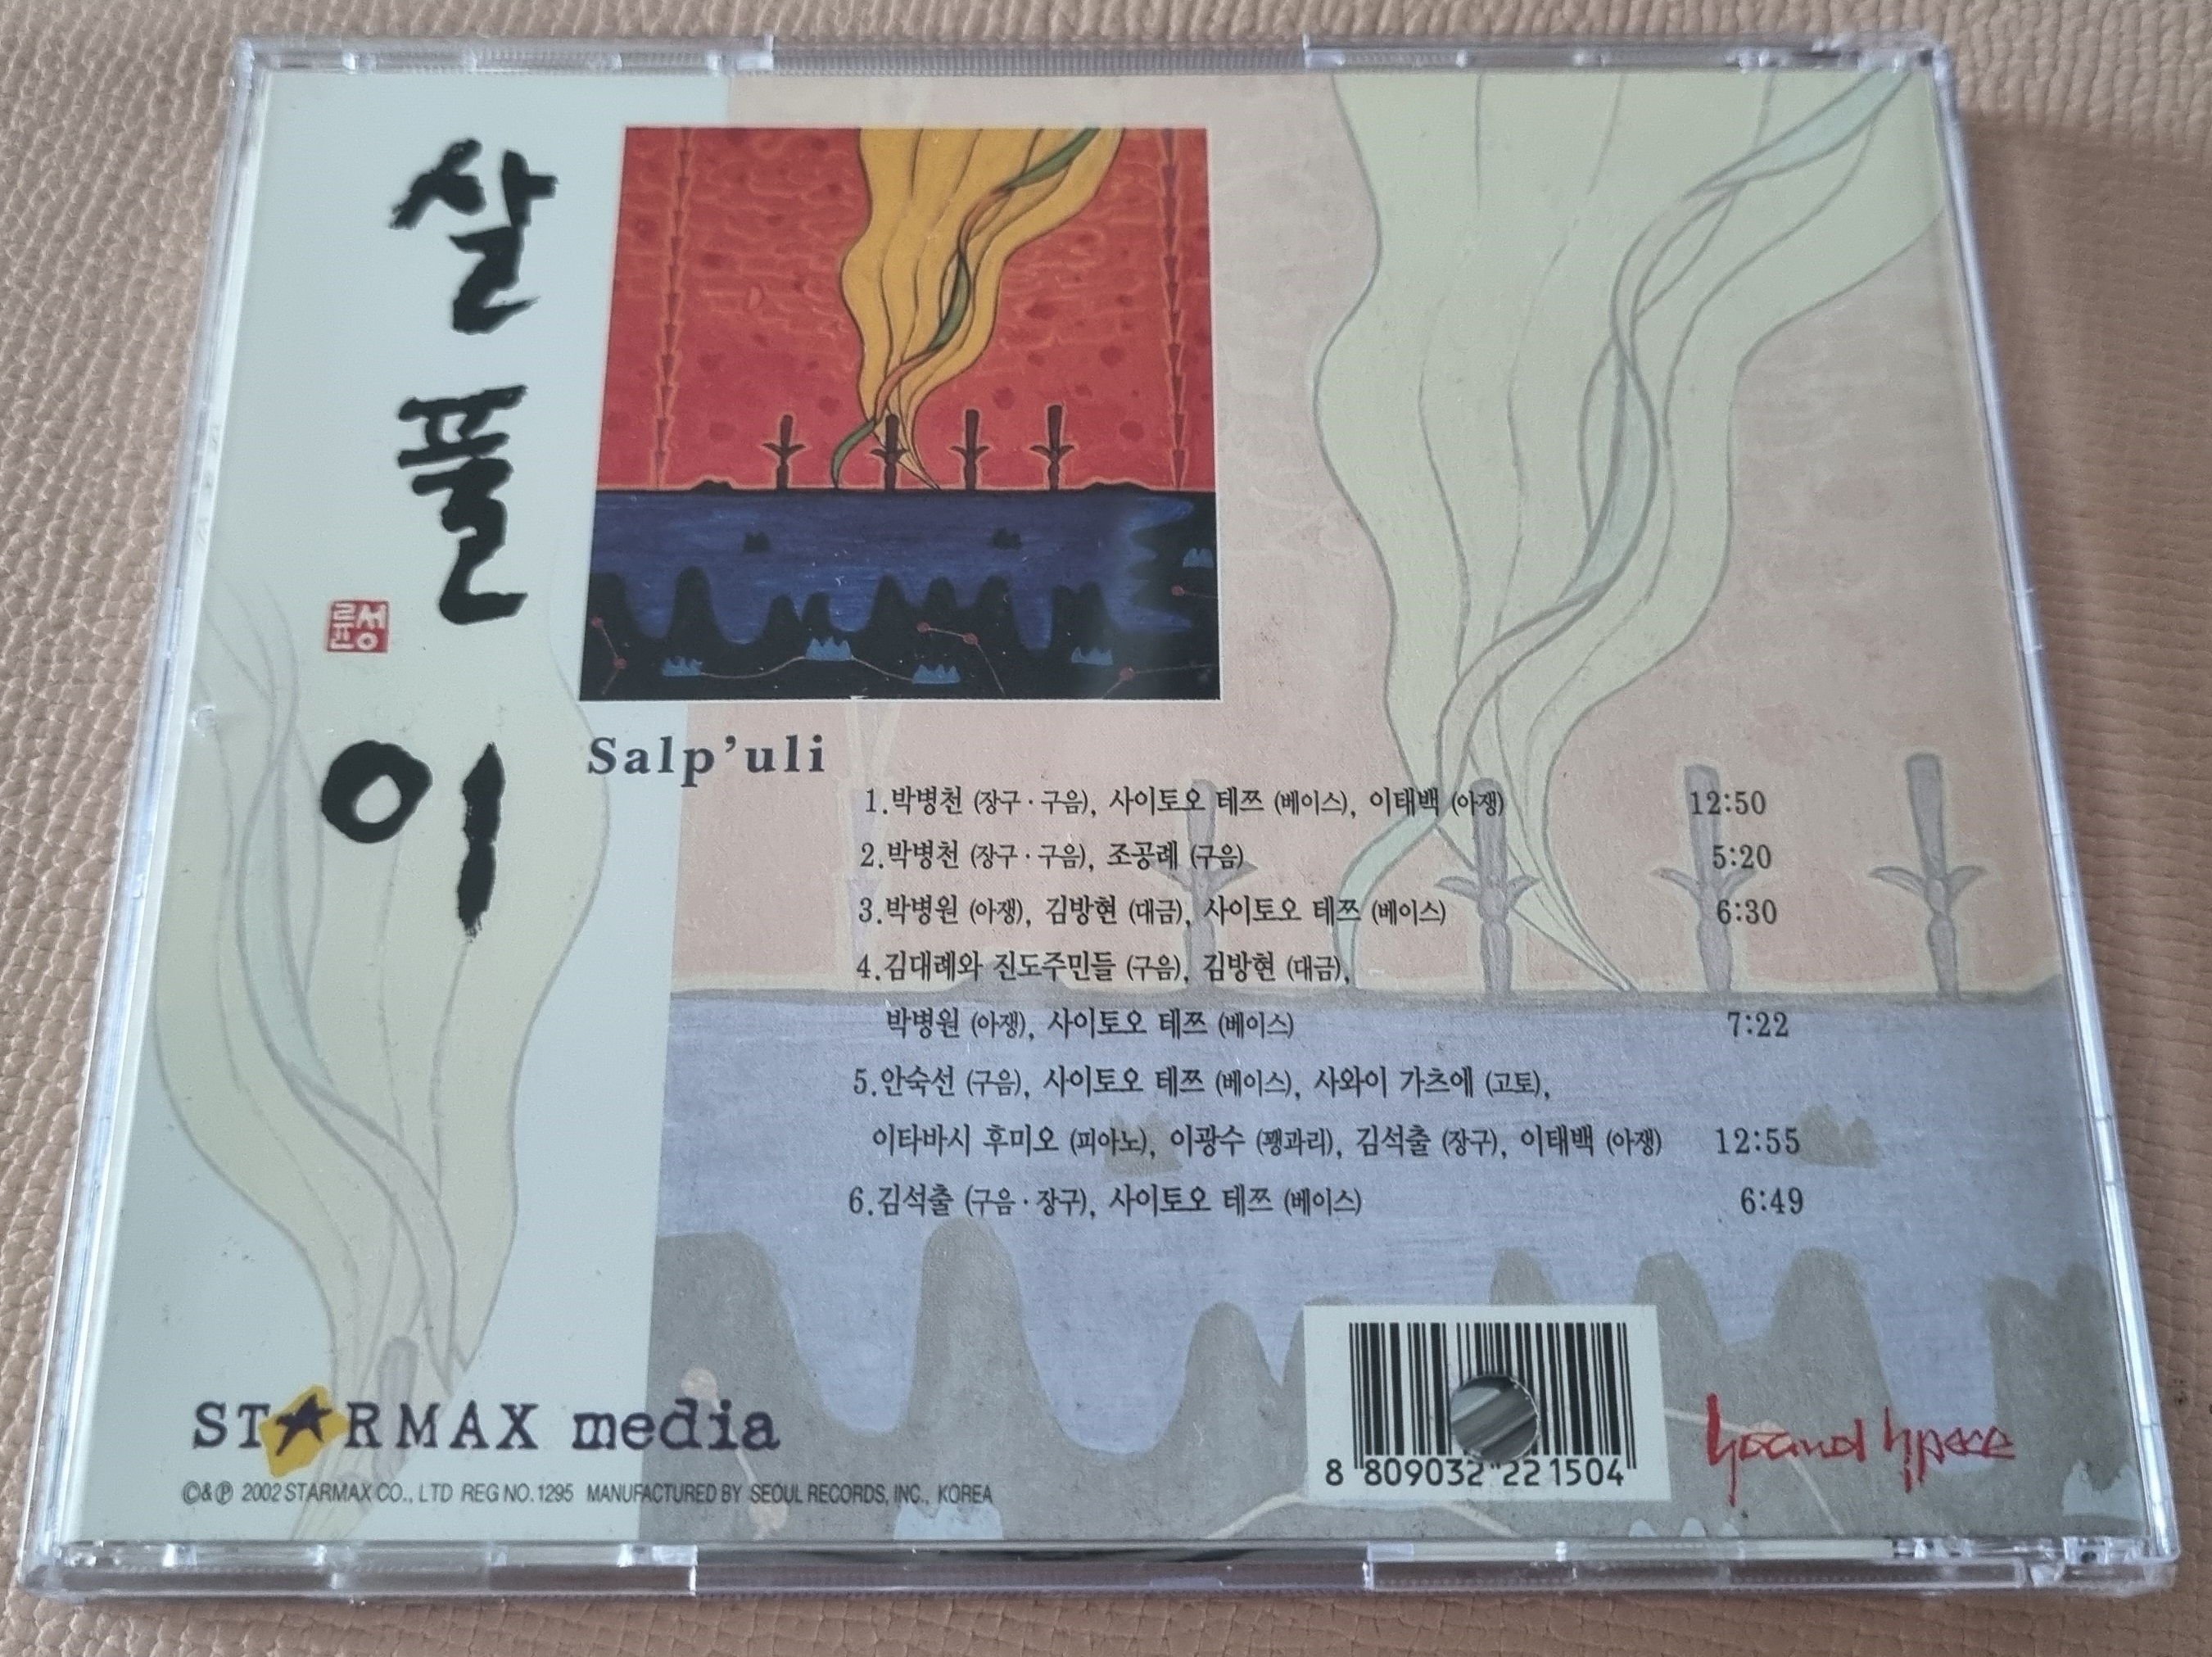 살풀이
Salp'uli
1.박병천 (장구·구음), 사이토오 테쯔 (베이스), 이태백 (아쟁) 12:50
2.박병천 (장구·구음), 조공례 (구음) 5:20
3.박병원 (아쟁), 김방현 (대금), 사이토오 테쯔 (베이스) 6:30
4.김대례와 진도주민들 (구음), 김방현 (대금),
박병원 (아쟁), 사이토오 테쯔 (베이스) 7:22
5.안숙선 (구음), 사이토오 테쯔 (베이스), 사와이 가츠에 (고토),
이타바시 후미오 (피아노), 이광수 (꽹과리), 김석출 (장구), 이태백 (아쟁) 12:55
6.김석출 (구음·장구), 사이토오 테쯔 (베이스) 6:49
STARMAX media
©&℗ 2002 STARMAX CO., LTD REG NO. 1295 MANUFACTURED BY SEOUL RECORDS, INC., KOREA
8 809032 221504
sound space